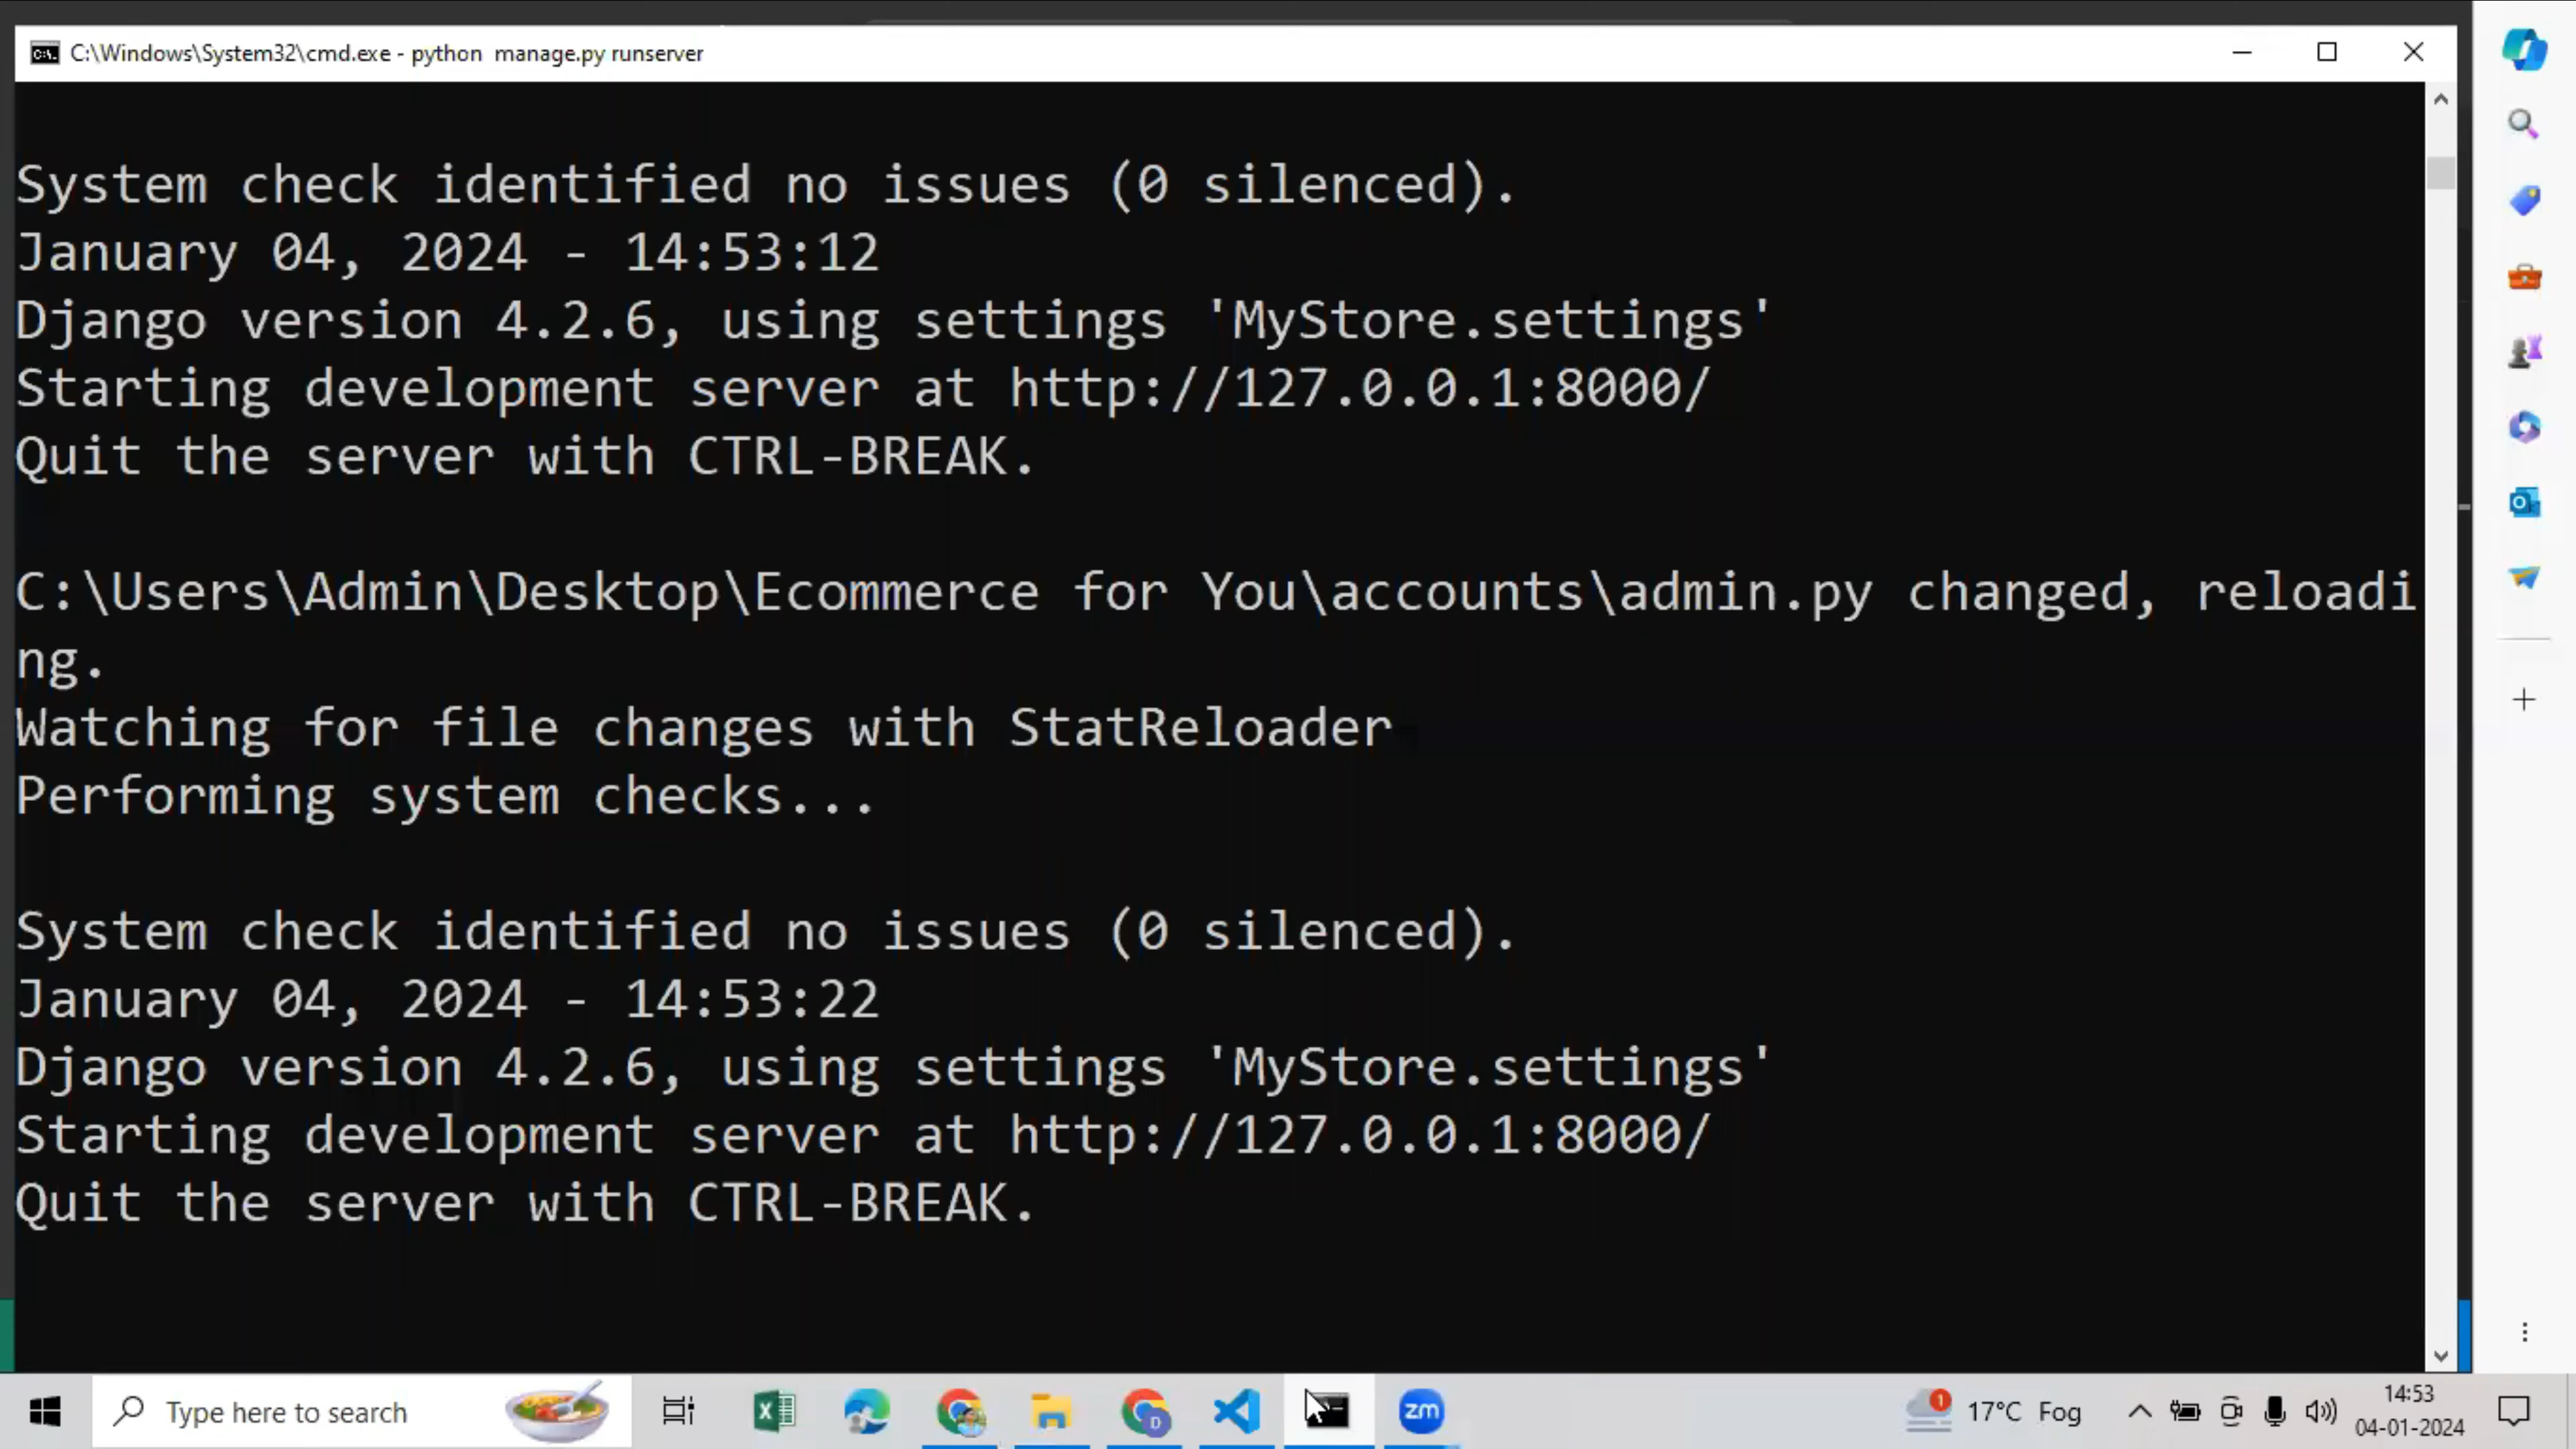 C:\Windows\System32\cmd.exe - python  manage.py runserver
System check identified no issues (0 silenced).
January 04, 2024 - 14:53:12
Django version 4.2.6, using settings 'MyStore.settings'
Starting development server at http://127.0.0.1:8000/
Quit the server with CTRL-BREAK.
C:\Users\Admin\Desktop\Ecommerce for You\accounts\admin.py changed, reloadi
ng.
Watching for file changes with StatReloader
Performing system checks...
System check identified no issues (0 silenced).
January 04, 2024 - 14:53:22
Django version 4.2.6, using settings 'MyStore.settings'
Starting development server at http://127.0.0.1:8000/
Quit the server with CTRL-BREAK.
Type here to search
D
zm
1
17°C Fog
14:53
04-01-2024